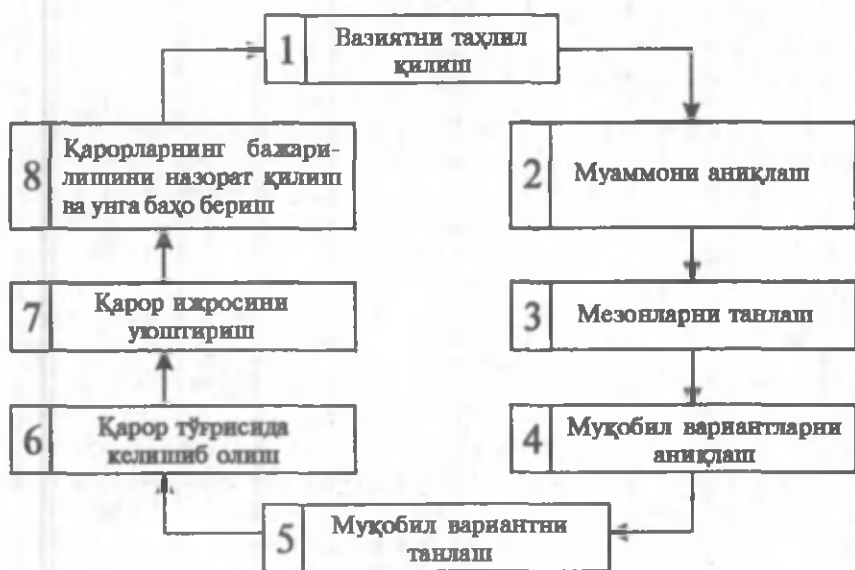 1 Вазиятни таҳлил
қилиш
2 Муаммони аниқлаш
3 Мезонларни танлаш
4 Муқобил вариантларни
аниқлаш
5 Муқобил вариантни
танлаш
6 Қарор тўғрисида
келишиб олиш
7 Қарор ижросини
уюштириш
8 Қарорларнинг бажари-
лишини назорат қилиш
ва унга баҳо бериш